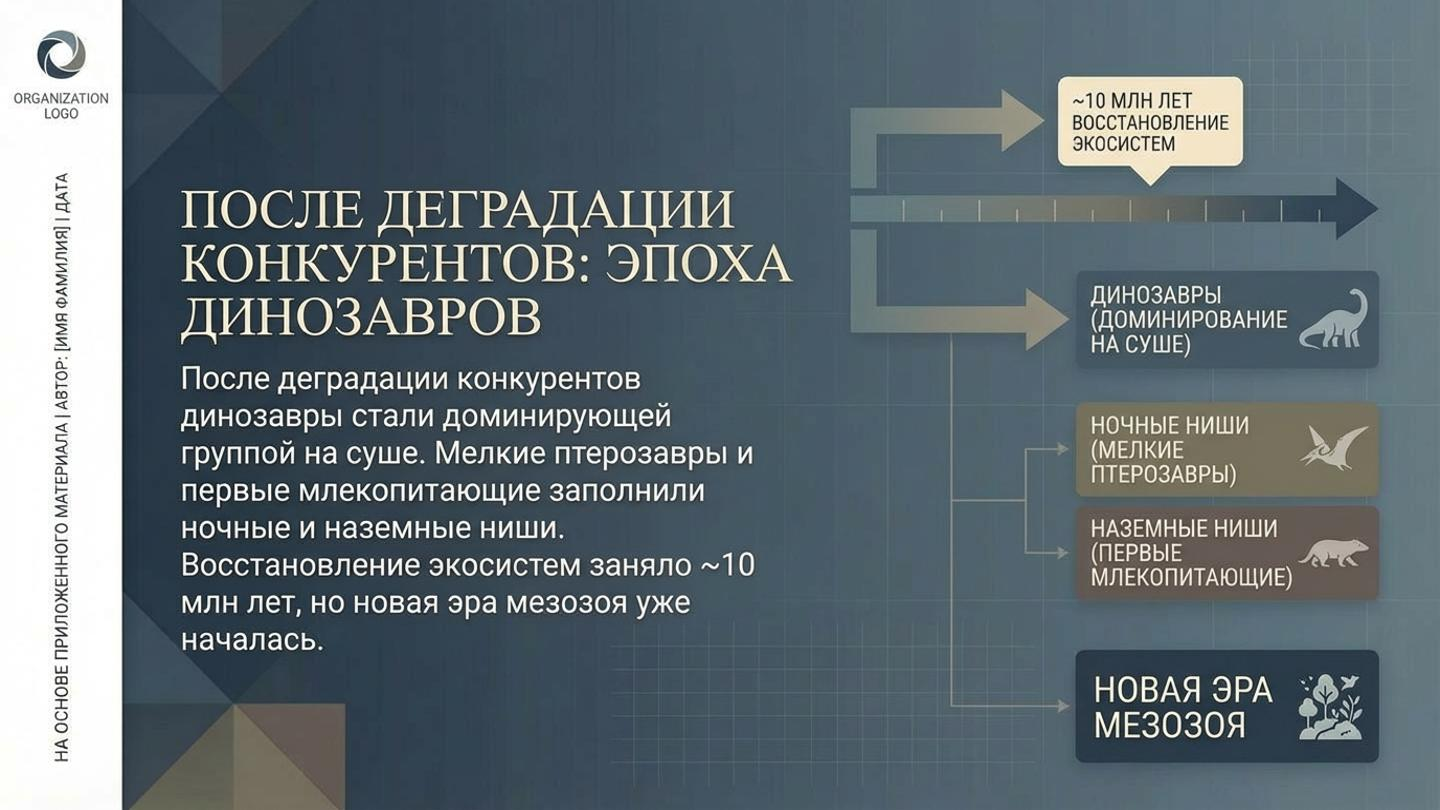 ORGANIZATION
LOGO
НА ОСНОВЕ ПРИЛОЖЕННОГО МАТЕРИАЛА | АВТОР: [ИМЯ ФАМИЛИЯ] | ДАТА
ПОСЛЕ ДЕГРАДАЦИИ
КОНКУРЕНТОВ: ЭПОХА
ДИНОЗАВРОВ
После деградации конкурентов
динозавры стали доминирующей
группой на суше. Мелкие птерозавры и
первые млекопитающие заполнили
ночные и наземные ниши.
Восстановление экосистем заняло ~10
млн лет, но новая эра мезозоя уже
началась.
~10 МЛН ЛЕТ
ВОССТАНОВЛЕНИЕ
ЭКОСИСТЕМ
ДИНОЗАВРЫ
(ДОМИНИРОВАНИЕ
НА СУШЕ)
НОЧНЫЕ НИШИ
(МЕЛКИЕ
ПТЕРОЗАВРЫ)
НАЗЕМНЫЕ НИШИ
(ПЕРВЫЕ
МЛЕКОПИТАЮЩИЕ)
НОВАЯ ЭРА
МЕЗОЗОЯ